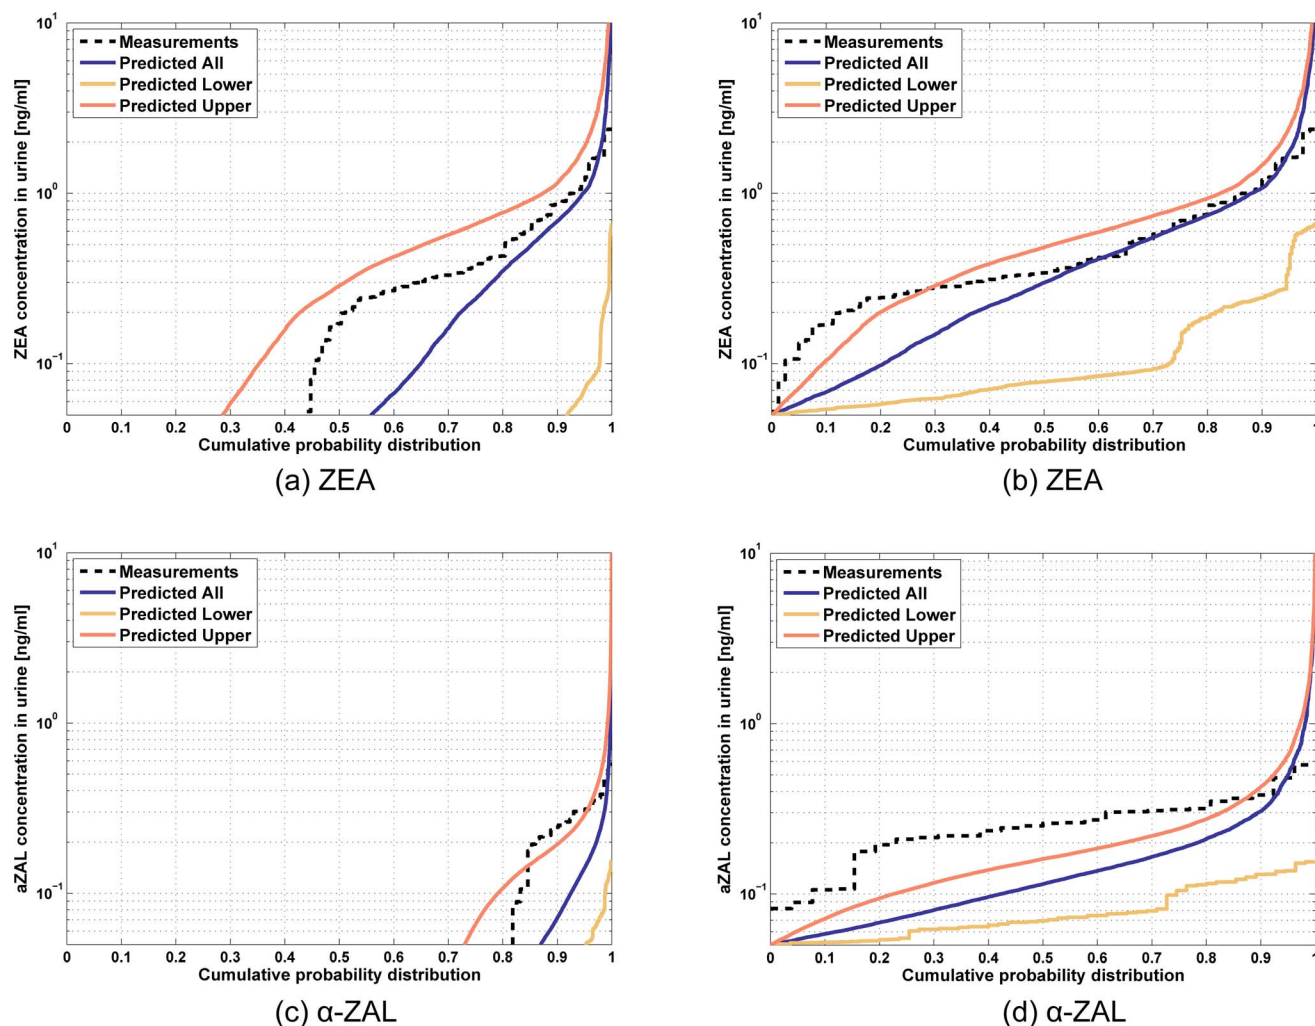 10¹
Measurements
Predicted All
Predicted Lower
Predicted Upper
ZEA concentration in urine [ng/ml]
10⁰
10⁻¹
0 0.1 0.2 0.3 0.4 0.5 0.6 0.7 0.8 0.9 1
Cumulative probability distribution
(a) ZEA
10¹
Measurements
Predicted All
Predicted Lower
Predicted Upper
ZEA concentration in urine [ng/ml]
10⁰
10⁻¹
0 0.1 0.2 0.3 0.4 0.5 0.6 0.7 0.8 0.9 1
Cumulative probability distribution
(b) ZEA
10¹
Measurements
Predicted All
Predicted Lower
Predicted Upper
aZAL concentration in urine [ng/ml]
10⁰
10⁻¹
0 0.1 0.2 0.3 0.4 0.5 0.6 0.7 0.8 0.9 1
Cumulative probability distribution
(c) α-ZAL
10¹
Measurements
Predicted All
Predicted Lower
Predicted Upper
aZAL concentration in urine [ng/ml]
10⁰
10⁻¹
0 0.1 0.2 0.3 0.4 0.5 0.6 0.7 0.8 0.9 1
Cumulative probability distribution
(d) α-ZAL